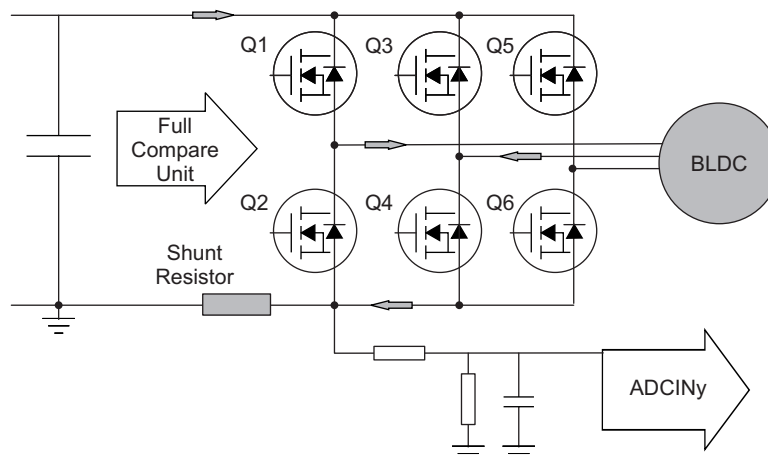 Q1
Q3
Q5
Full
Compare
Unit
BLDC
Q2
Q4
Q6
Shunt
Resistor
ADCINy